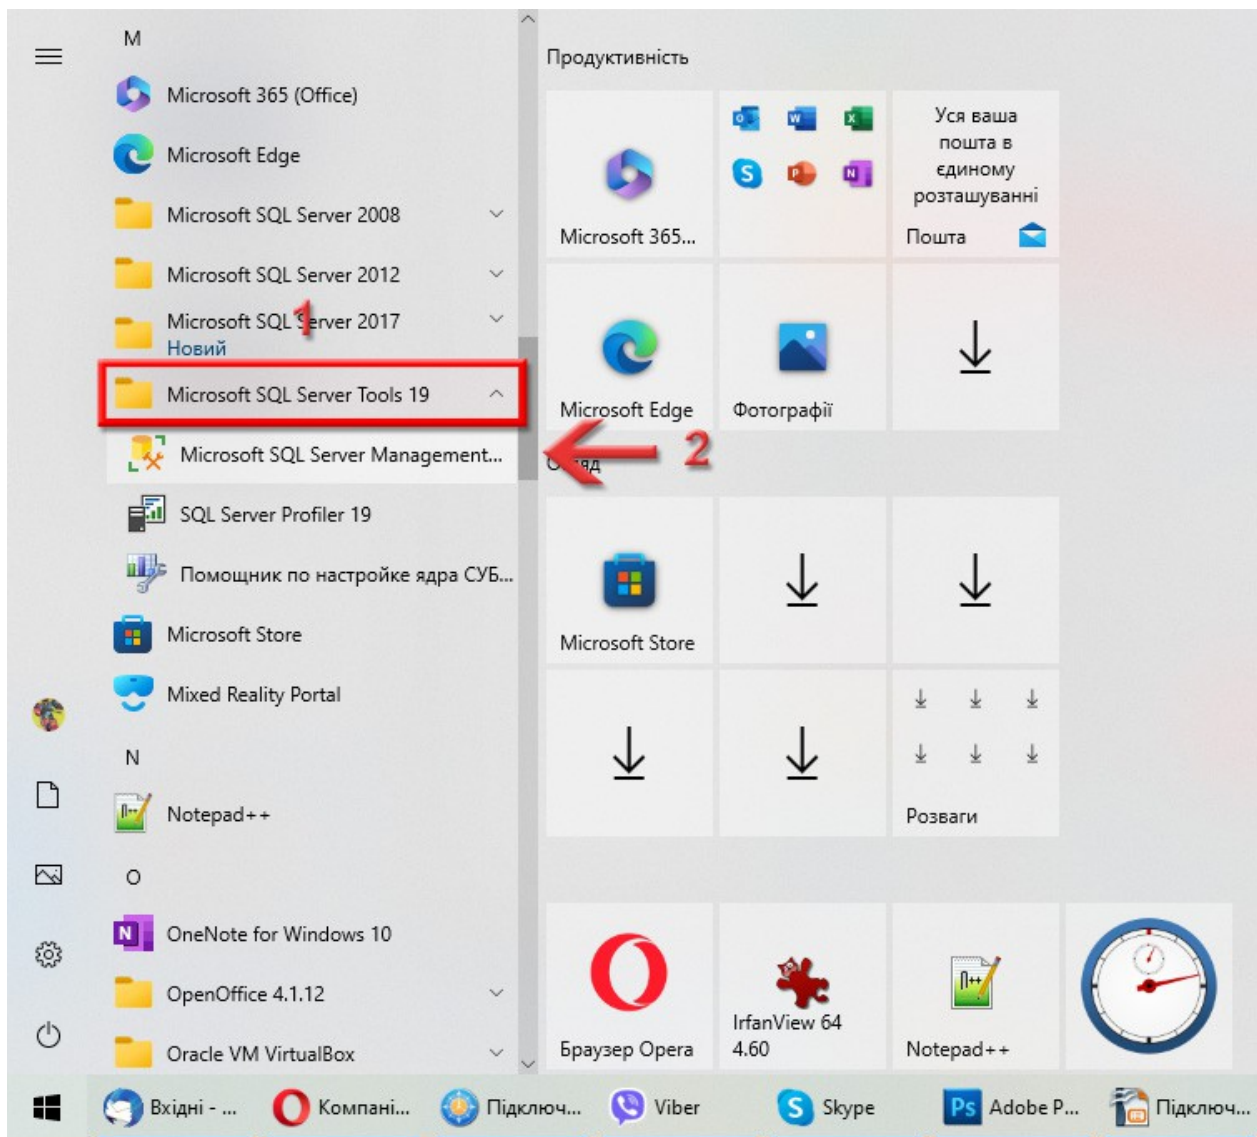 M
Microsoft 365 (Office)
Microsoft Edge
Microsoft SQL Server 2008
Microsoft SQL Server 2012
1
Microsoft SQL Server 2017
Новий
Microsoft SQL Server Tools 19
Microsoft SQL Server Management...
2
SQL Server Profiler 19
Помощник по настройке ядра СУБ...
Microsoft Store
Mixed Reality Portal
N
Notepad++
O
OneNote for Windows 10
OpenOffice 4.1.12
Oracle VM VirtualBox
Продуктивність
Microsoft 365...
Уся ваша
пошта в
єдиному
розташуванні
Пошта
Microsoft Edge
Фотографії
Microsoft Store
Розваги
Браузер Opera
IrfanView 64
4.60
Notepad++
Вхідні - ...
Компані...
Підключ...
Viber
Skype
Ps
Adobe P...
Підключ...